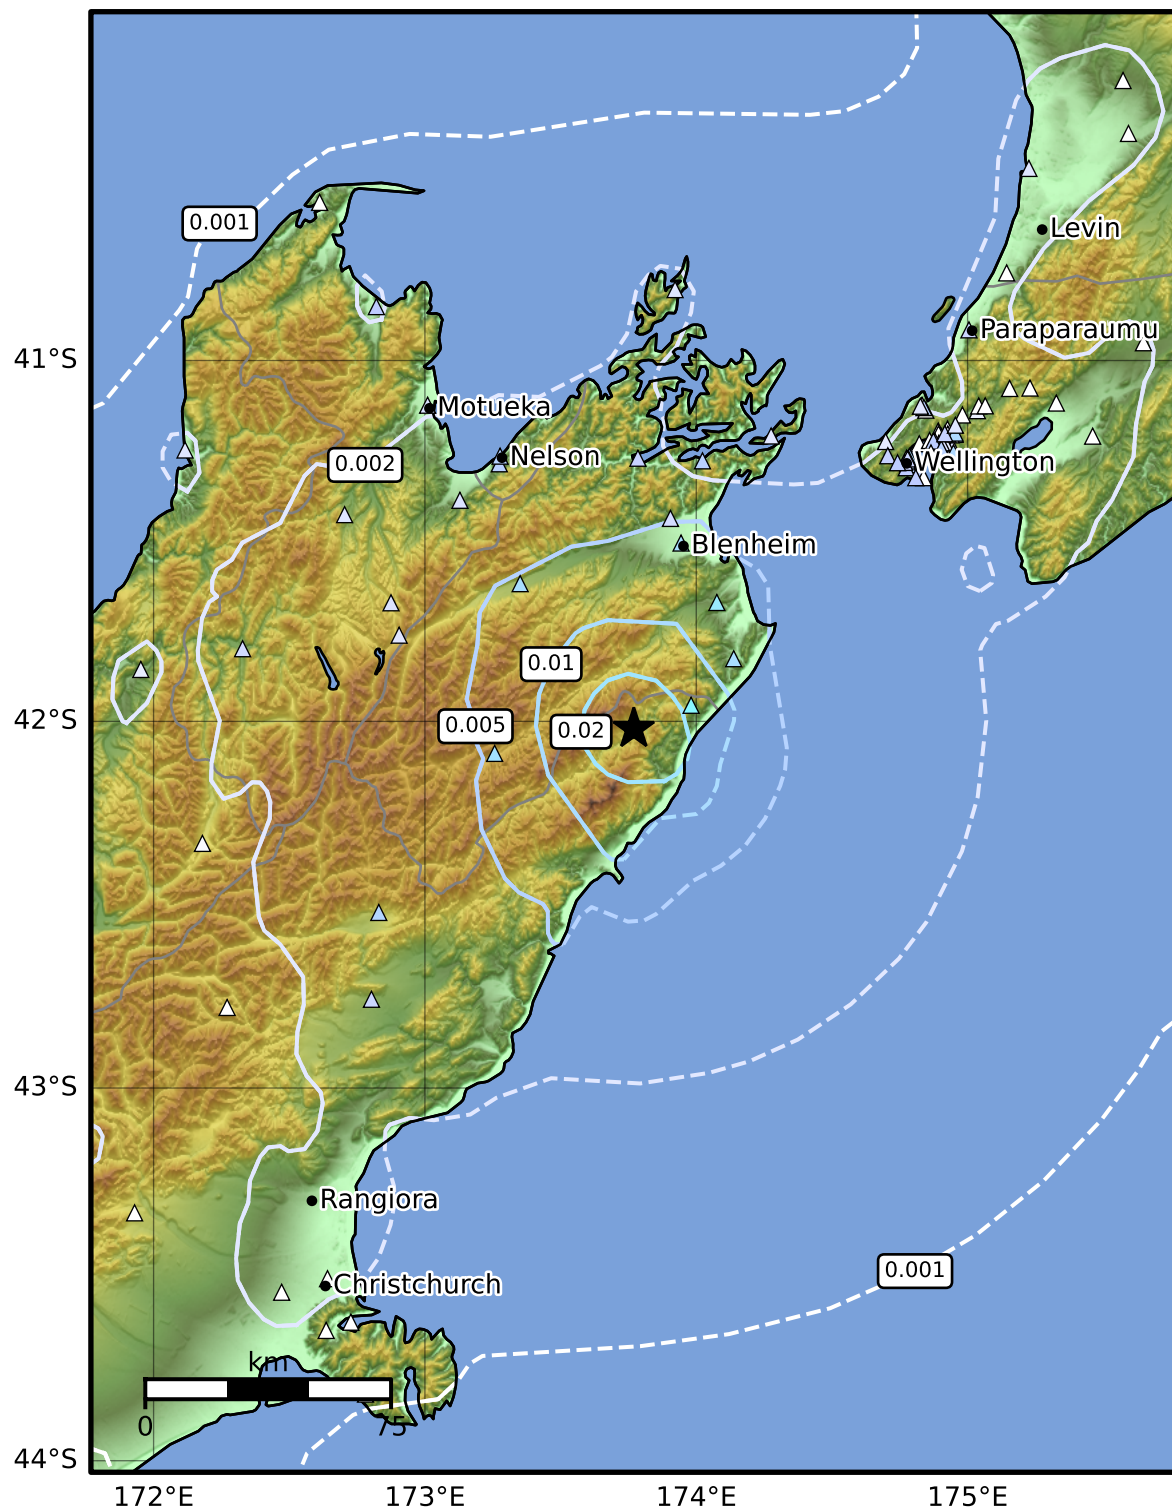 0.001
Levin
Paraparaumu
41°S
Motueka
Nelson
0.002
Wellington
Blenheim
0.01
42°S
0.005
0.02
43°S
Rangiora
0.001
Christchurch
km
0
75
44°S
172°E
173°E
174°E
175°E